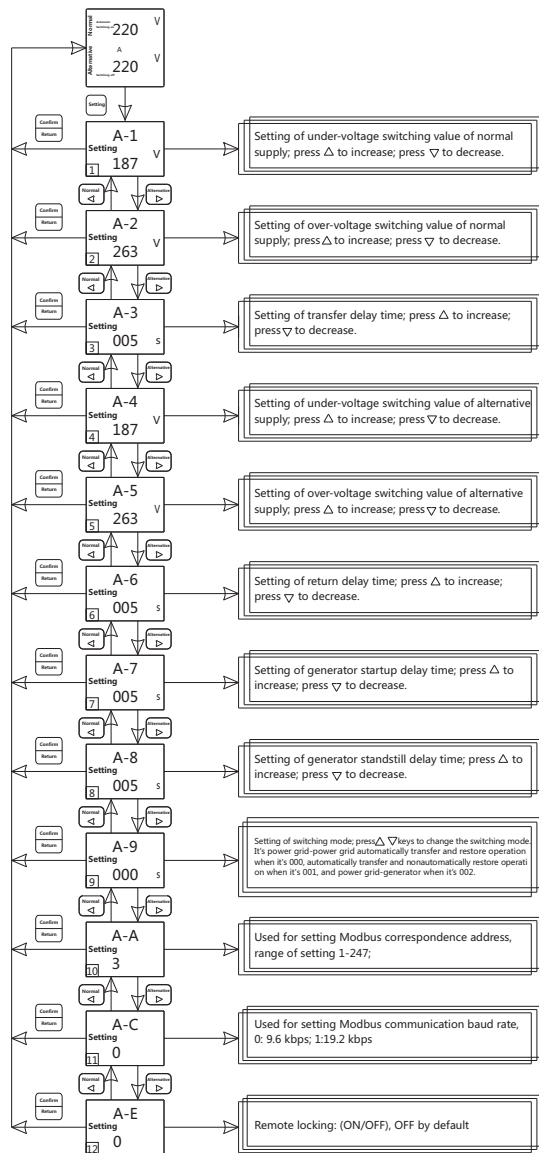 Normal
Automatic
Switching off
220 V
A
Alternative
220 V
Switching off
Setting
Confirm
Return
A-1
Setting
1 187 V
Setting of under-voltage switching value of normal
supply; press △ to increase; press ▽ to decrease.
Normal ◁
Alternative ▷
Confirm
Return
A-2
Setting
2 263 V
Setting of over-voltage switching value of normal
supply; press△ to increase; press ▽ to decrease.
Normal ◁
Alternative ▷
Confirm
Return
A-3
Setting
3 005 s
Setting of transfer delay time; press △ to increase;
press▽ to decrease.
Normal ◁
Alternative ▷
Confirm
Return
A-4
Setting
4 187 V
Setting of under-voltage switching value of alternative
supply; press △ to increase; press ▽ to decrease.
Normal ◁
Alternative ▷
Confirm
Return
A-5
Setting
5 263 V
Setting of over-voltage switching value of alternative
supply; press △ to increase; press ▽ to decrease.
Normal ◁
Alternative ▷
Confirm
Return
A-6
Setting
6 005 s
Setting of return delay time; press △ to increase;
press ▽ to decrease.
Normal ◁
Alternative ▷
Confirm
Return
A-7
Setting
7 005 s
Setting of generator startup delay time; press △ to
increase; press ▽ to decrease.
Normal ◁
Alternative ▷
Confirm
Return
A-8
Setting
8 005 s
Setting of generator standstill delay time; press △ to
increase; press ▽ to decrease.
Normal ◁
Alternative ▷
Confirm
Return
A-9
Setting
9 000 s
Setting of switching mode; press△ ▽keys to change the switching mode.
It's power grid-power grid automatically transfer and restore operation
when it's 000, automatically transfer and nonautomatically restore operati
on when it's 001, and power grid-generator when it's 002.
Normal ◁
Alternative ▷
Confirm
Return
A-A
Setting
10 3
Used for setting Modbus correspondence address,
range of setting 1-247;
Normal ◁
Alternative ▷
Confirm
Return
A-C
Setting
11 0
Used for setting Modbus communication baud rate,
0: 9.6 kbps; 1:19.2 kbps
Normal ◁
Alternative ▷
Confirm
Return
A-E
Setting
12 0
Remote locking: (ON/OFF), OFF by default